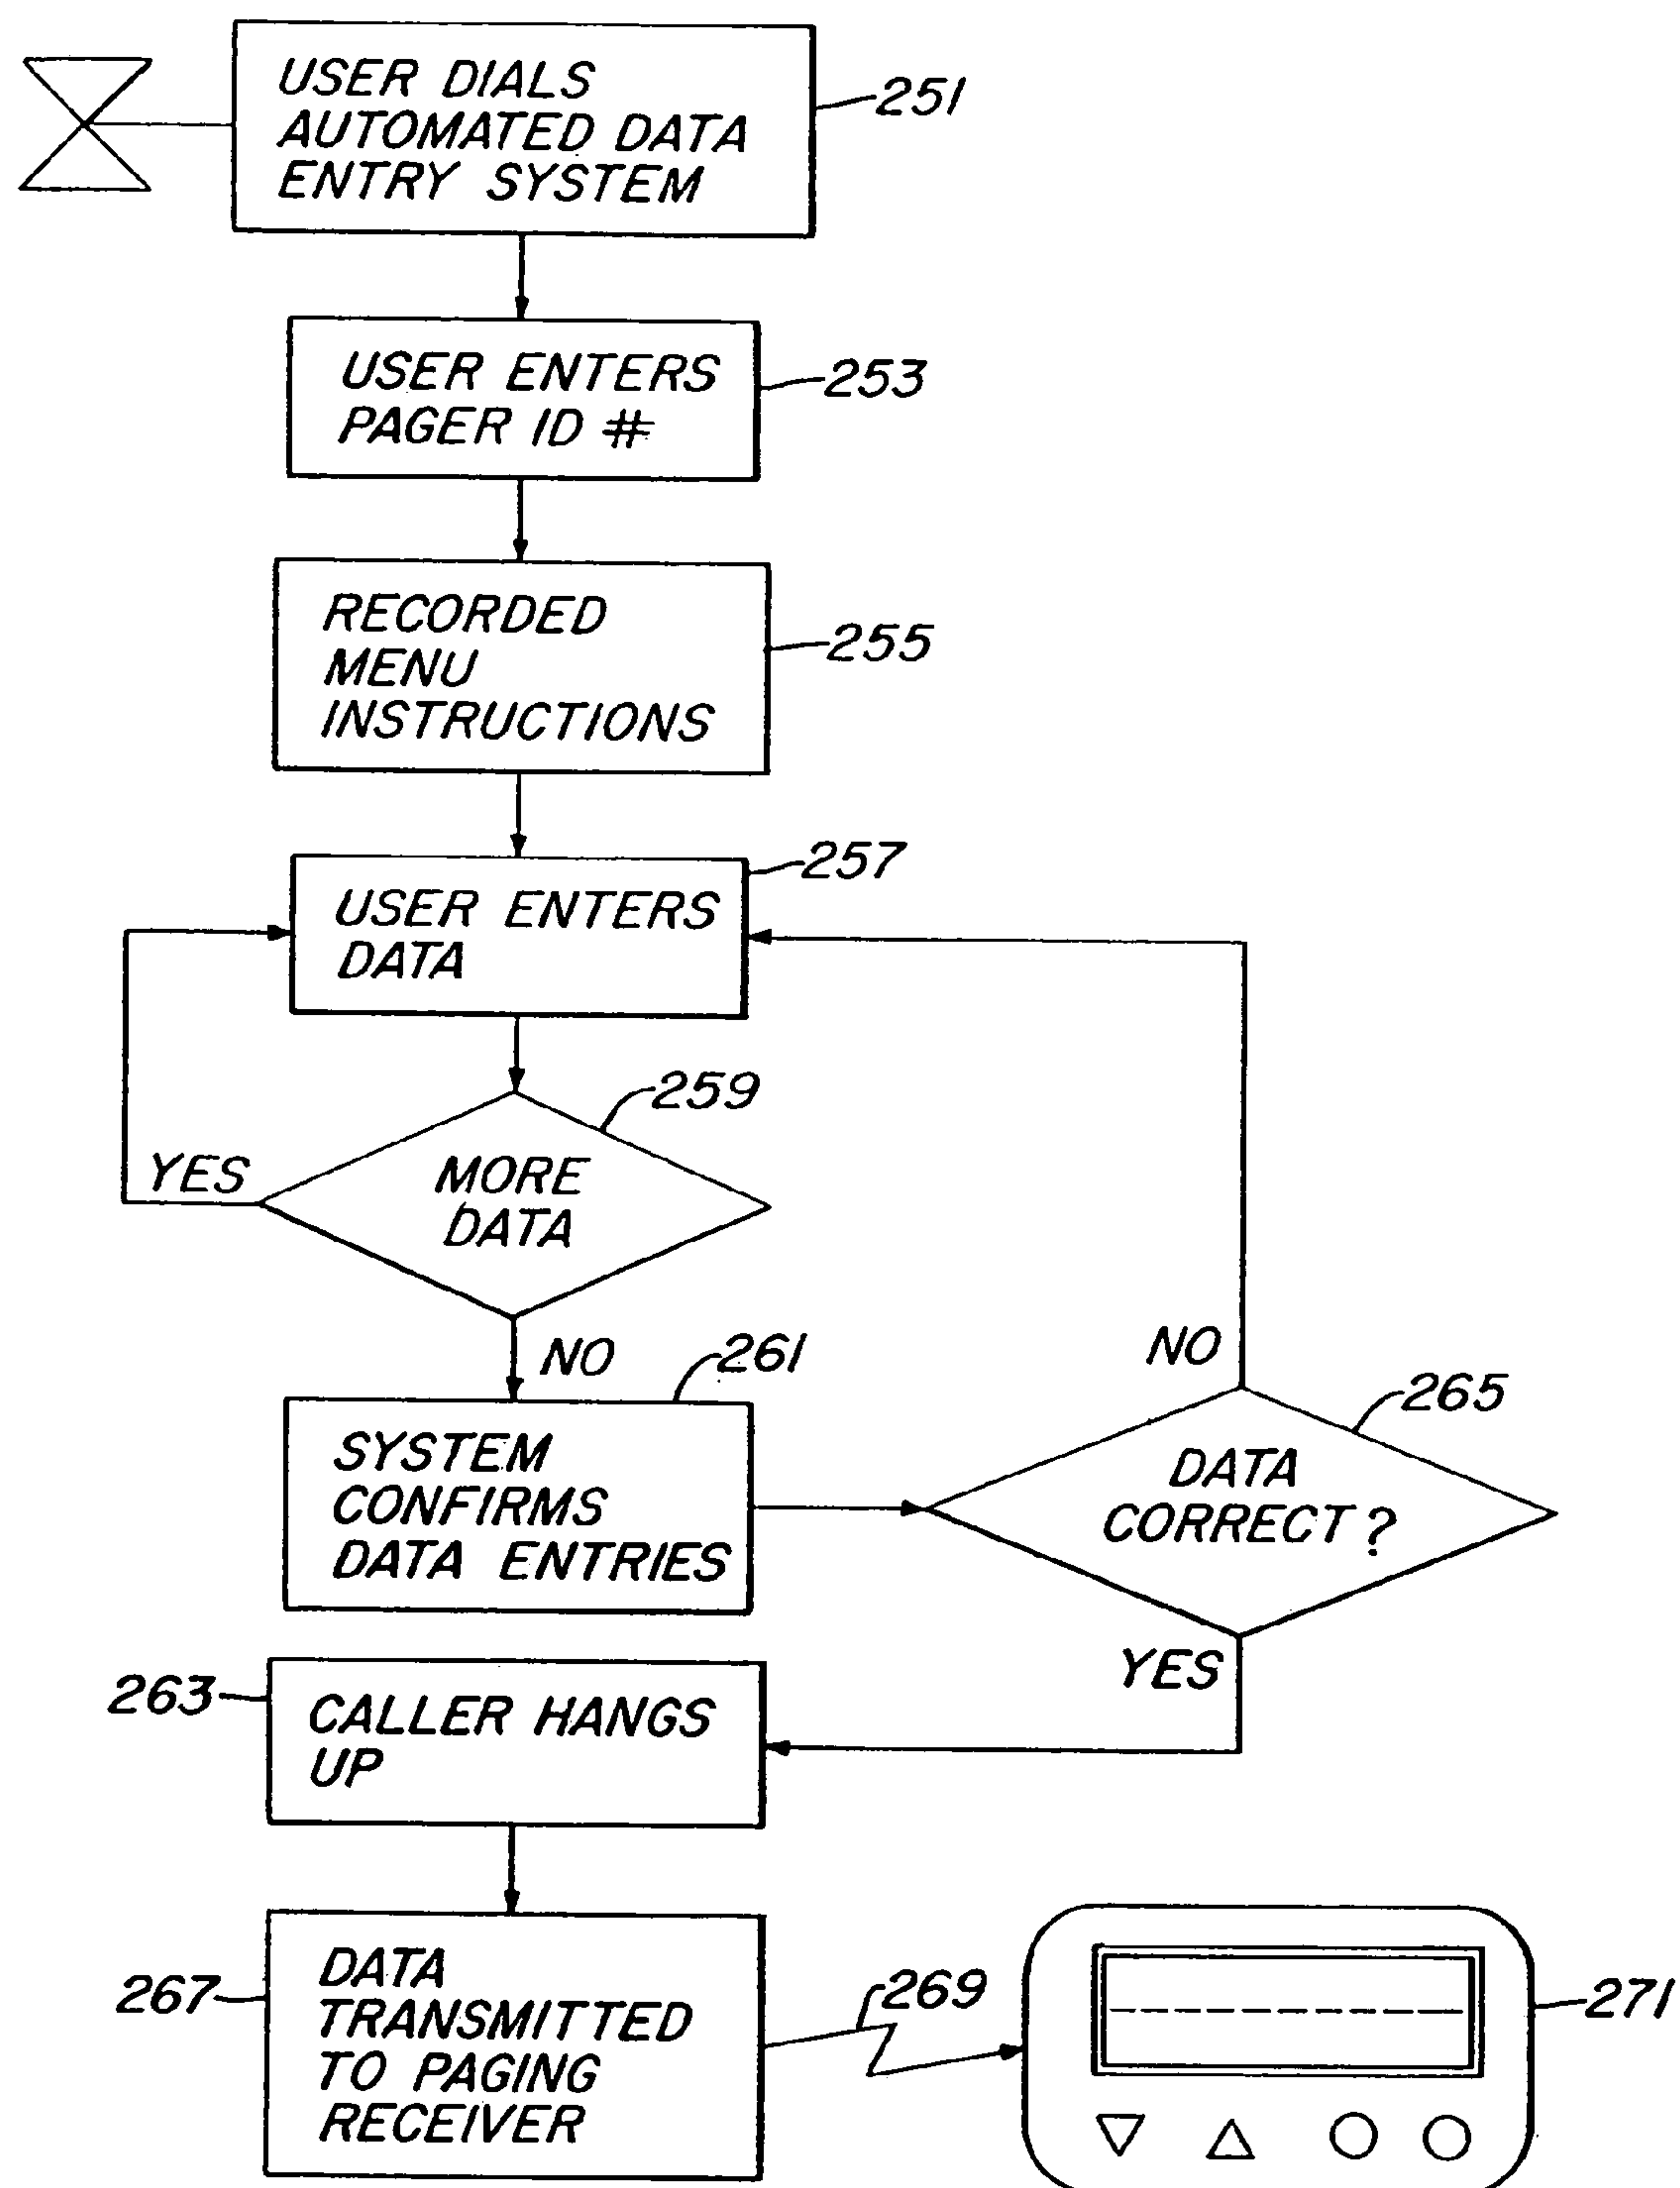 USER DIALS
AUTOMATED DATA
ENTRY SYSTEM
251
USER ENTERS
PAGER ID #
253
RECORDED
MENU
INSTRUCTIONS
255
257
USER ENTERS
DATA
259
YES
MORE
DATA
NO
261
SYSTEM
CONFIRMS
DATA ENTRIES
NO
265
DATA
CORRECT?
YES
263
CALLER HANGS
UP
267
DATA
TRANSMITTED
TO PAGING
RECEIVER
269
271